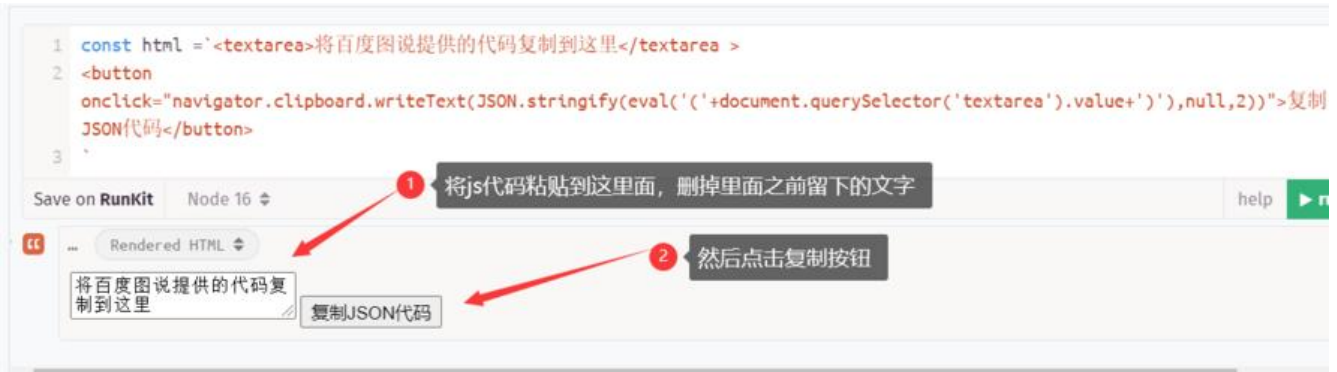 1 const html =`<textarea>将百度图说提供的代码复制到这里</textarea >
2 <button
onclick="navigator.clipboard.writeText(JSON.stringify(eval('('+document.querySelector('textarea').value+')'),null,2))">复制
JSON代码</button>
3 `
1 将js代码粘贴到这里面，删掉里面之前留下的文字
Save on RunKit Node 16 help
... Rendered HTML
2 然后点击复制按钮
将百度图说提供的代码复
制到这里
复制JSON代码